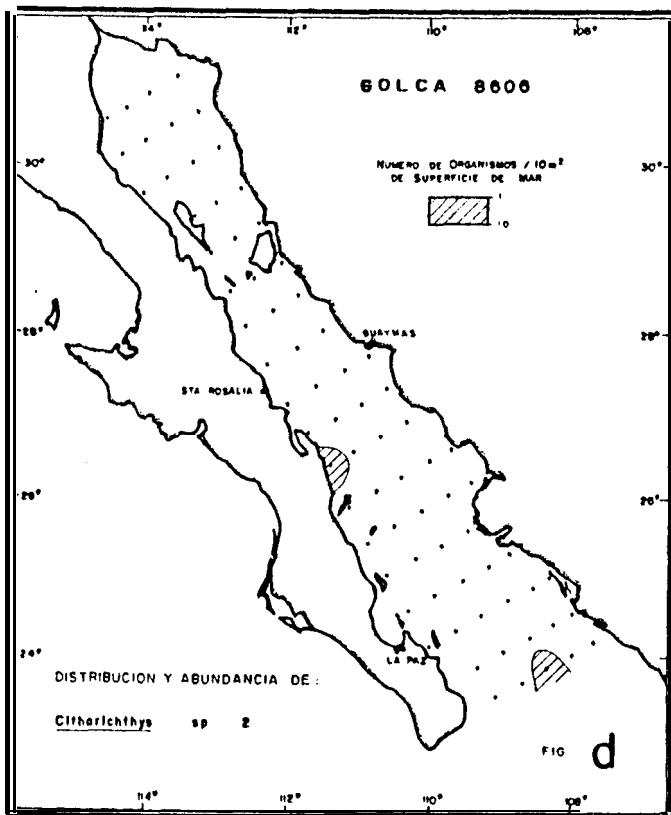 114° 112° 110° 108°
GOLCA 8606
30° 30°
NUMERO DE ORGANISMOS / 10m²
DE SUPERFICIE DE MAR
1
10
28° 28°
GUAYMAS
STA ROSALIA
26° 26°
24° 24°
LA PAZ
DISTRIBUCION Y ABUNDANCIA DE:
Citharichthys sp 2
FIG d
114° 112° 110° 108°